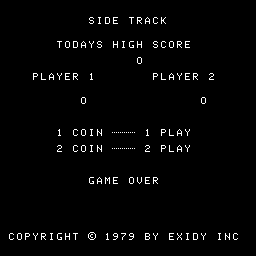 SIDE TRACK
TODAYS HIGH SCORE
0
PLAYER 1 PLAYER 2
0 0
1 COIN ┈┈┈ 1 PLAY
2 COIN ┈┈┈ 2 PLAY
GAME OVER
COPYRIGHT © 1979 BY EXIDY INC